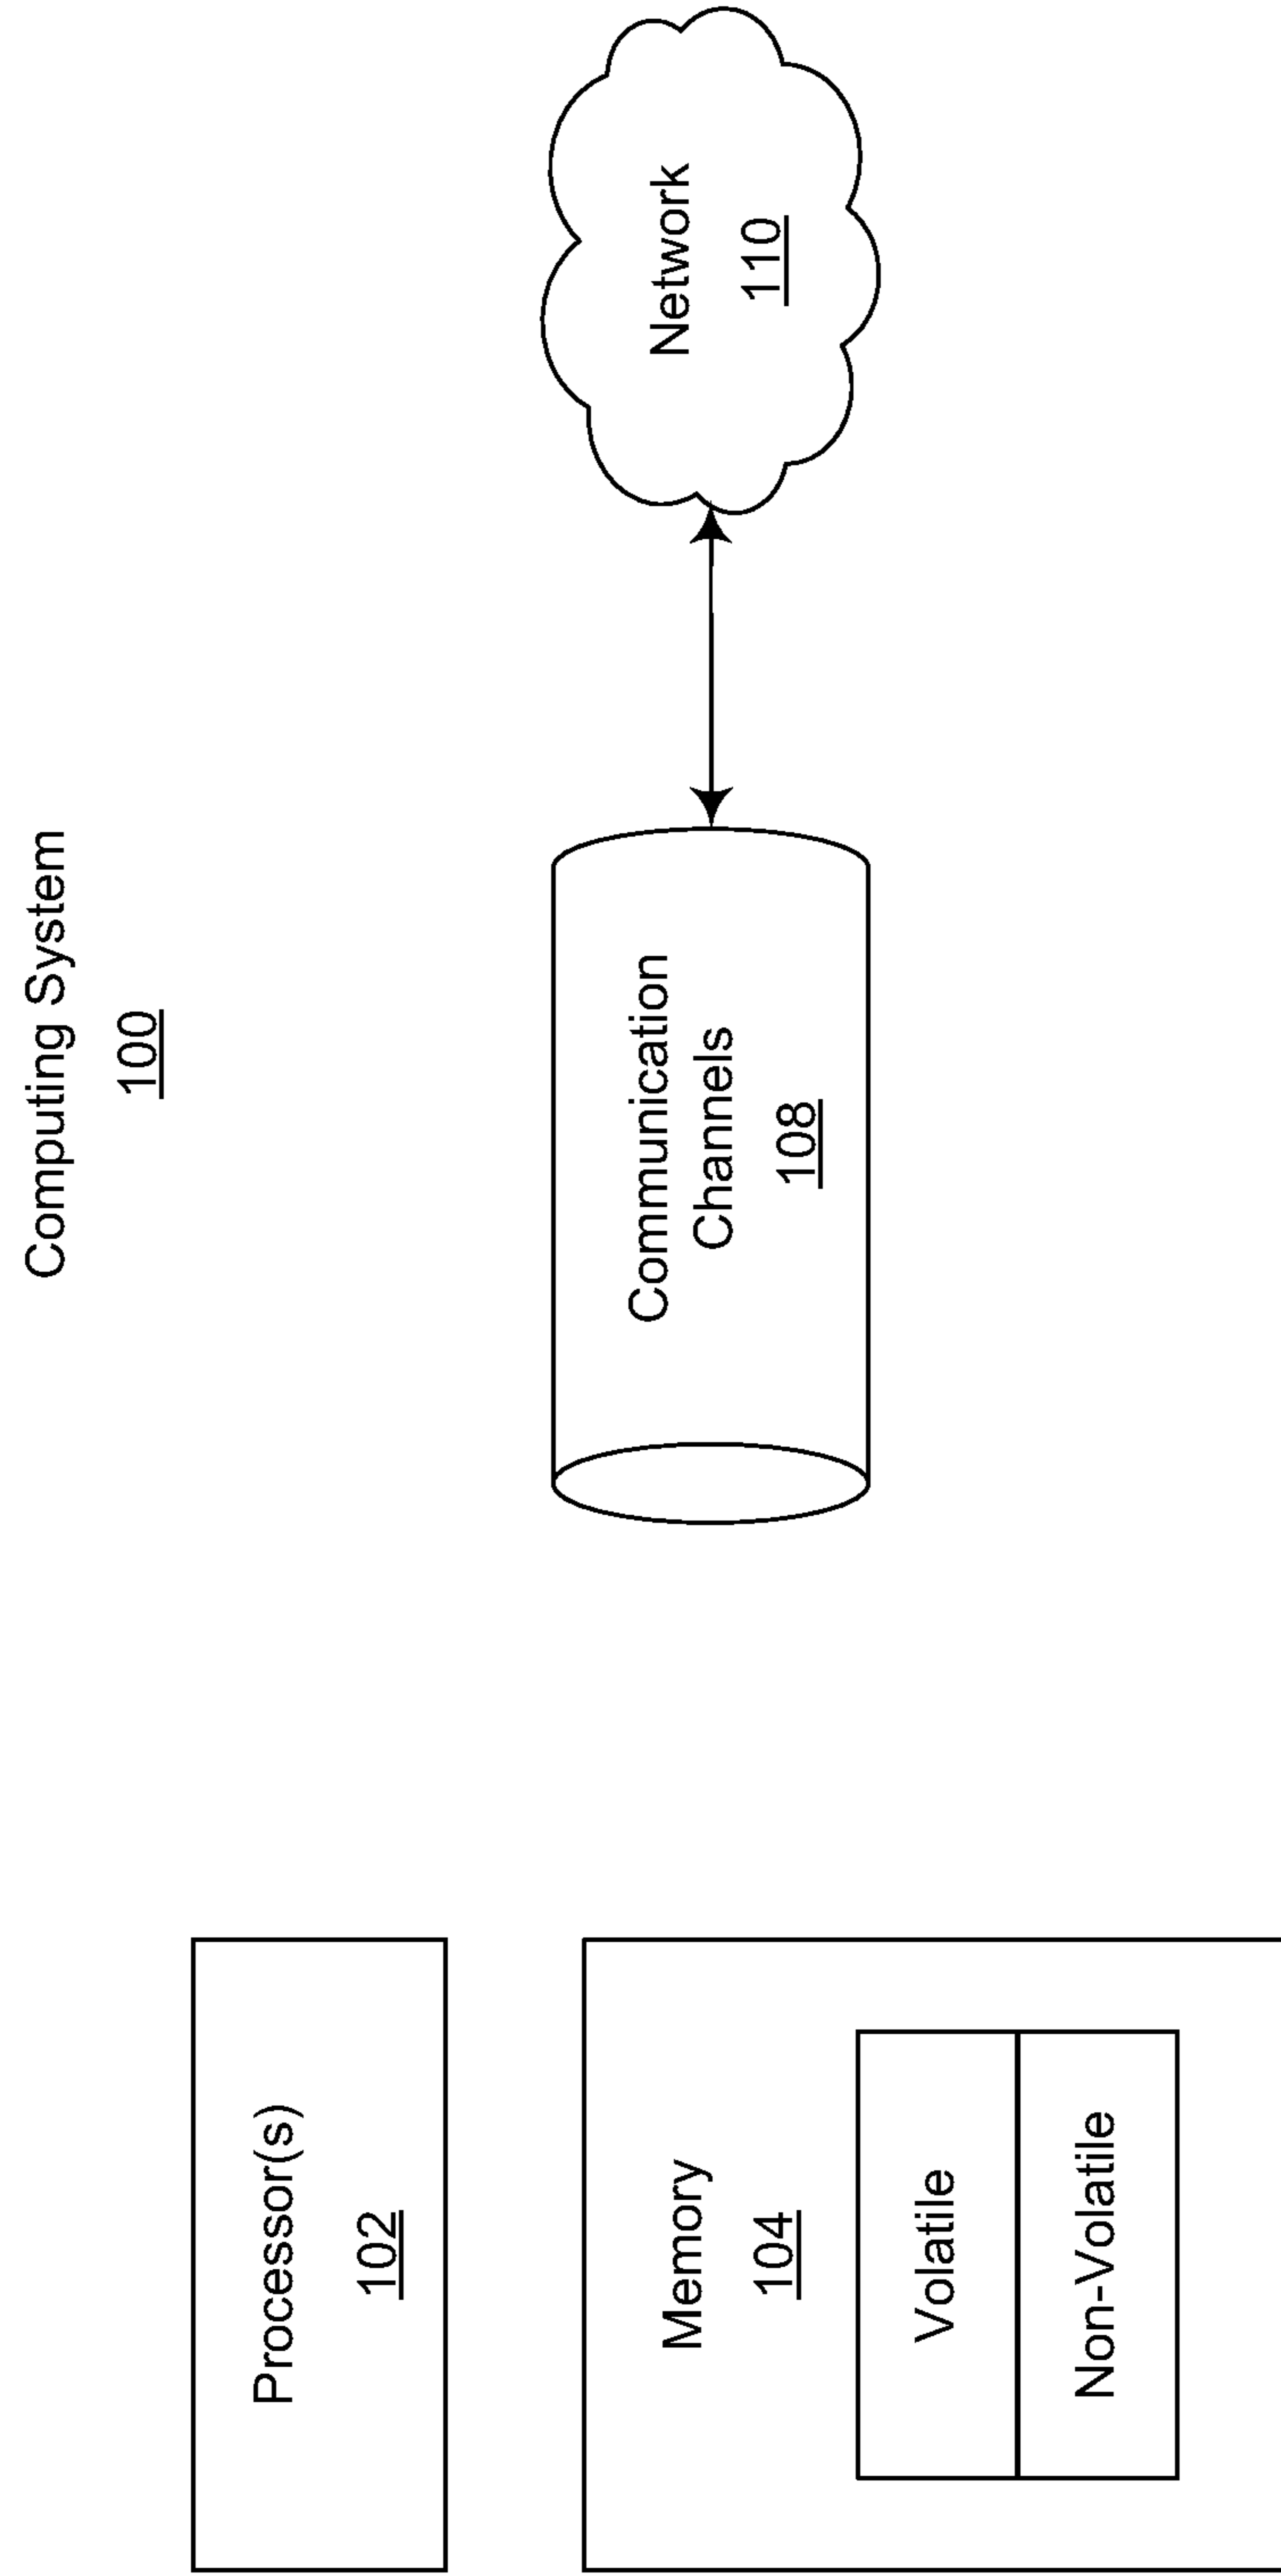 Computing System
100
Processor(s)
102
Memory
104
Volatile
Non-Volatile
Communication
Channels
108
Network
110